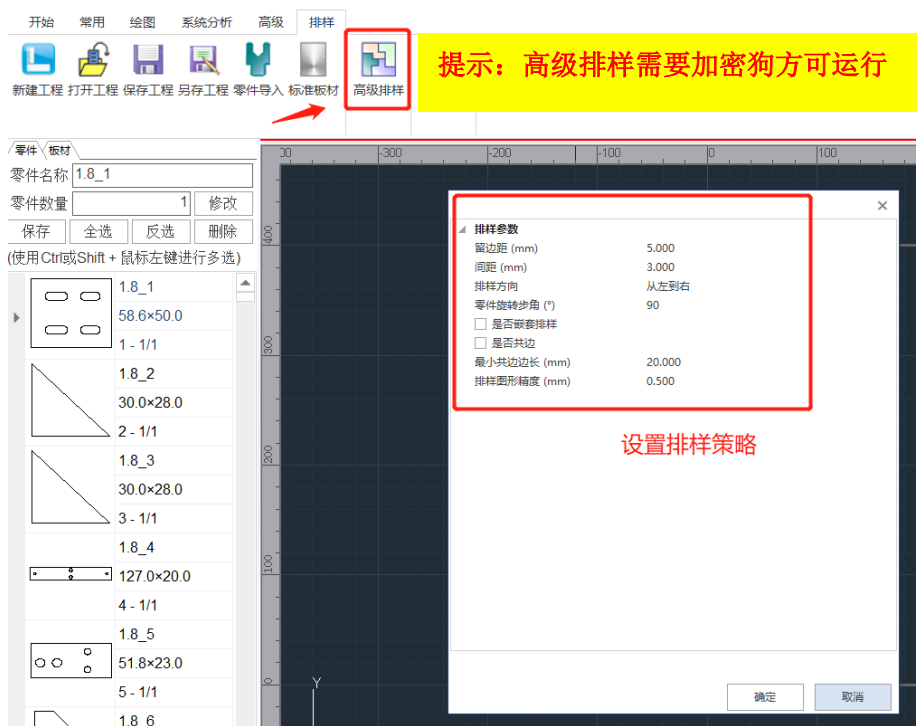 开始 常用 绘图 系统分析 高级 排样
新建工程 打开工程 保存工程 另存工程 零件导入 标准板材 高级排样
提示：高级排样需要加密狗方可运行
零件 板材
零件名称 1.8_1
零件数量 1 修改
保存 全选 反选 删除
(使用Ctrl或Shift + 鼠标左键进行多选)
1.8_1
58.6×50.0
1 - 1/1
1.8_2
30.0×28.0
2 - 1/1
1.8_3
30.0×28.0
3 - 1/1
1.8_4
127.0×20.0
4 - 1/1
1.8_5
51.8×23.0
5 - 1/1
1.8_6
00 -300 -200 -100 0 100
400
300
200
100
0
Y
排样参数
留边距 (mm) 5.000
间距 (mm) 3.000
排样方向 从左到右
零件旋转步角 (°) 90
是否嵌套排样
是否共边
最小共边边长 (mm) 20.000
排样图形精度 (mm) 0.500
设置排样策略
确定 取消